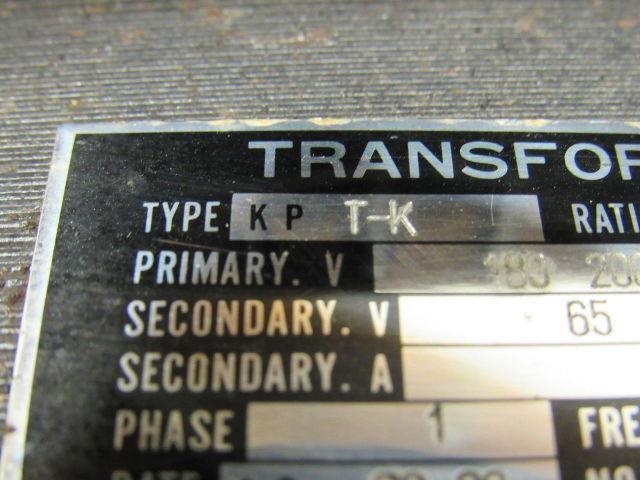 TRANSFOR
TYPE. KP T-K RATI
PRIMARY. V 180 200
SECONDARY. V 65
SECONDARY. A
PHASE 1 FRE